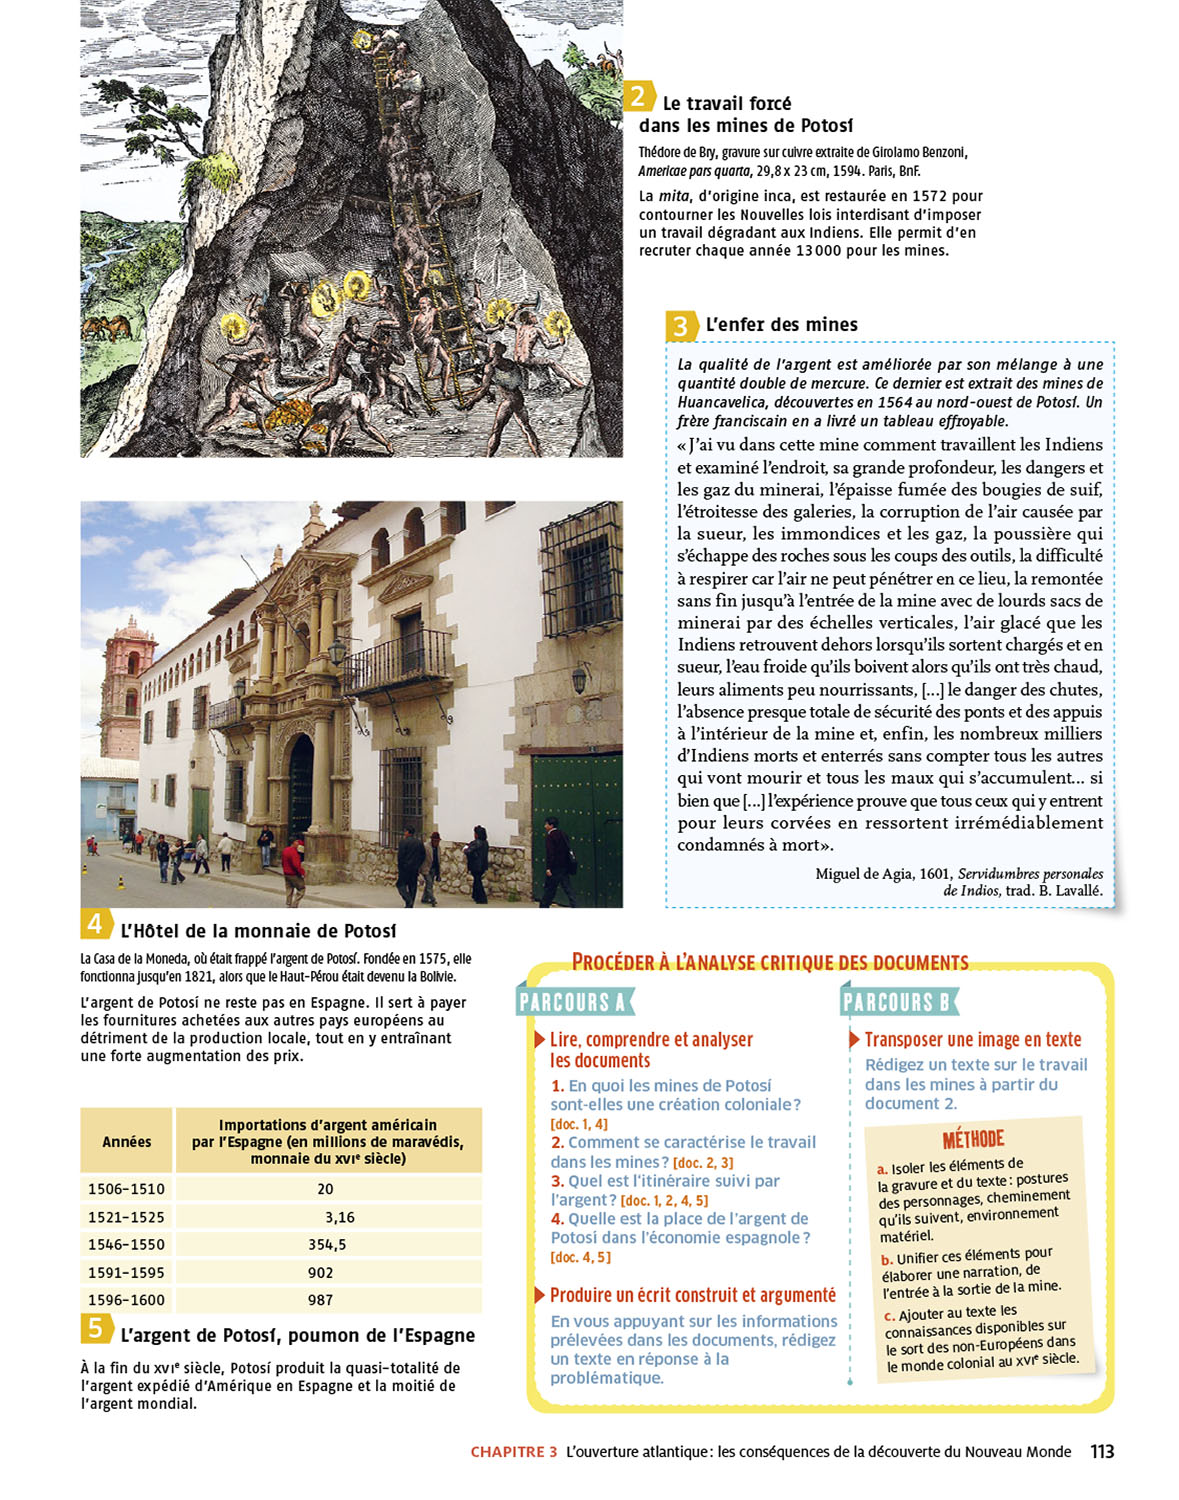 2 Le travail forcé
dans les mines de Potosí
Thédore de Bry, gravure sur cuivre extraite de Girolamo Benzoni,
Americae pars quarta, 29,8 x 23 cm, 1594. Paris, BnF.
La mita, d'origine inca, est restaurée en 1572 pour
contourner les Nouvelles lois interdisant d'imposer
un travail dégradant aux Indiens. Elle permit d'en
recruter chaque année 13 000 pour les mines.
3 L'enfer des mines
La qualité de l'argent est améliorée par son mélange à une
quantité double de mercure. Ce dernier est extrait des mines de
Huancavelica, découvertes en 1564 au nord-ouest de Potosí. Un
frère franciscain en a livré un tableau effroyable.
« J'ai vu dans cette mine comment travaillent les Indiens
et examiné l'endroit, sa grande profondeur, les dangers et
les gaz du minerai, l'épaisse fumée des bougies de suif,
l'étroitesse des galeries, la corruption de l'air causée par
la sueur, les immondices et les gaz, la poussière qui
s'échappe des roches sous les coups des outils, la difficulté
à respirer car l'air ne peut pénétrer en ce lieu, la remontée
sans fin jusqu'à l'entrée de la mine avec de lourds sacs de
minerai par des échelles verticales, l'air glacé que les
Indiens retrouvent dehors lorsqu'ils sortent chargés et en
sueur, l'eau froide qu'ils boivent alors qu'ils ont très chaud,
leurs aliments peu nourrissants, [...] le danger des chutes,
l'absence presque totale de sécurité des ponts et des appuis
à l'intérieur de la mine et, enfin, les nombreux milliers
d'Indiens morts et enterrés sans compter tous les autres
qui vont mourir et tous les maux qui s'accumulent... si
bien que [...] l'expérience prouve que tous ceux qui y entrent
pour leurs corvées en ressortent irrémédiablement
condamnés à mort».
Miguel de Agia, 1601, Servidumbres personales
de Indios, trad. B. Lavallé.
4 L'Hôtel de la monnaie de Potosí
La Casa de la Moneda, où était frappé l'argent de Potosí. Fondée en 1575, elle
fonctionna jusqu'en 1821, alors que le Haut-Pérou était devenu la Bolivie.
L'argent de Potosí ne reste pas en Espagne. Il sert à payer
les fournitures achetées aux autres pays européens au
détriment de la production locale, tout en y entraînant
une forte augmentation des prix.
Années
Importations d'argent américain
par l'Espagne (en millions de maravédis,
monnaie du XVIe siècle)
1506-1510 20
1521-1525 3,16
1546-1550 354,5
1591-1595 902
1596-1600 987
5 L'argent de Potosí, poumon de l'Espagne
À la fin du XVIe siècle, Potosí produit la quasi-totalité de
l'argent expédié d'Amérique en Espagne et la moitié de
l'argent mondial.
PROCÉDER À L'ANALYSE CRITIQUE DES DOCUMENTS
PARCOURS A
Lire, comprendre et analyser
les documents
1. En quoi les mines de Potosí
sont-elles une création coloniale ?
[doc. 1, 4]
2. Comment se caractérise le travail
dans les mines ? [doc. 2, 3]
3. Quel est l'itinéraire suivi par
l'argent ? [doc. 1, 2, 4, 5]
4. Quelle est la place de l'argent de
Potosí dans l'économie espagnole ?
[doc. 4, 5]
Produire un écrit construit et argumenté
En vous appuyant sur les informations
prélevées dans les documents, rédigez
un texte en réponse à la
problématique.
PARCOURS B
Transposer une image en texte
Rédigez un texte sur le travail
dans les mines à partir du
document 2.
MÉTHODE
a. Isoler les éléments de
la gravure et du texte : postures
des personnages, cheminement
qu'ils suivent, environnement
matériel.
b. Unifier ces éléments pour
élaborer une narration, de
l'entrée à la sortie de la mine.
c. Ajouter au texte les
connaissances disponibles sur
le sort des non-Européens dans
le monde colonial au XVIe siècle.
CHAPITRE 3 L'ouverture atlantique : les conséquences de la découverte du Nouveau Monde 113